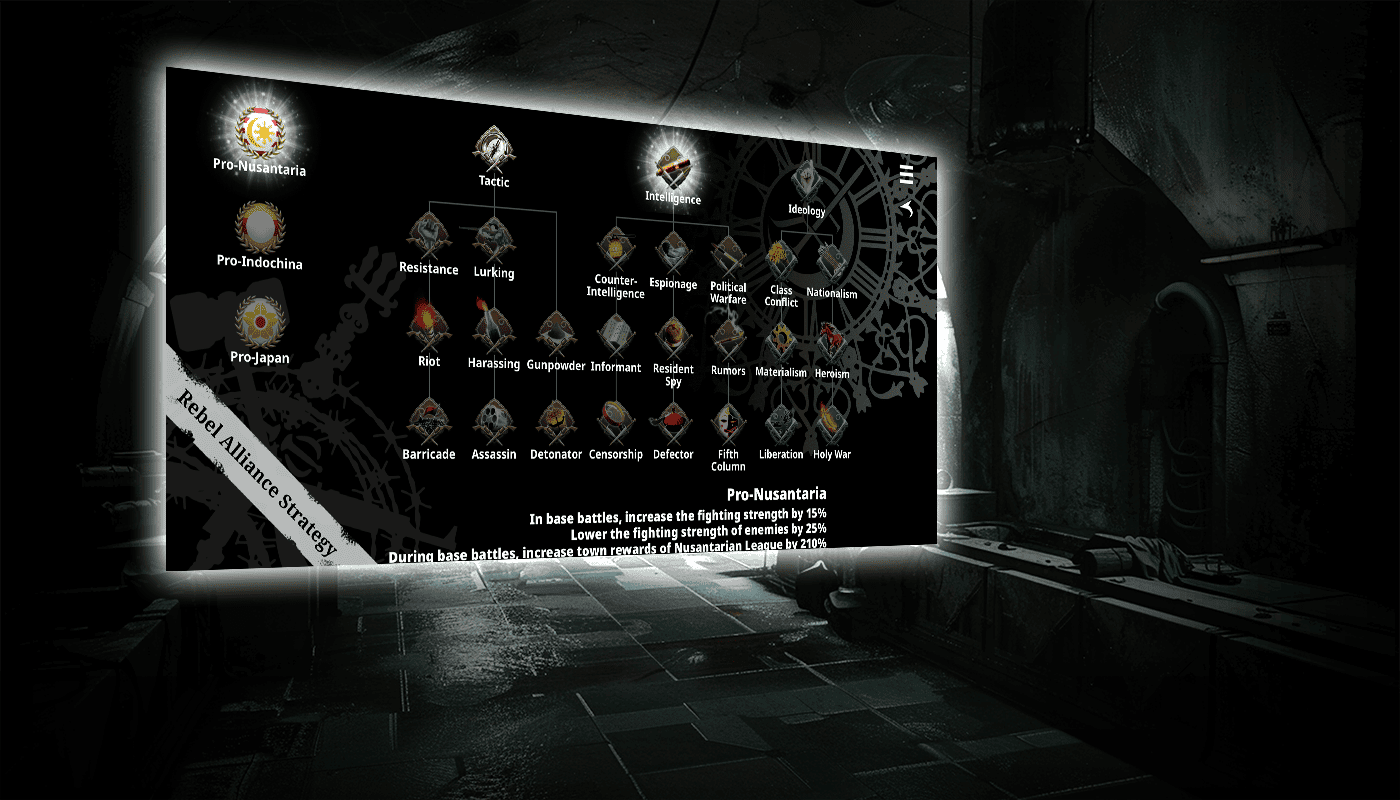 Pro-Nusantaria
Pro-Indochina
Pro-Japan
Rebel Alliance Strategy
Tactic
Intelligence
Ideology
Resistance
Lurking
Counter-
Intelligence
Espionage
Political
Warfare
Class
Conflict
Nationalism
Riot
Harassing
Gunpowder
Informant
Resident
Spy
Rumors
Materialism
Heroism
Barricade
Assassin
Detonator
Censorship
Defector
Fifth
Column
Liberation
Holy War
Pro-Nusantaria
In base battles, increase the fighting strength by 15%
Lower the fighting strength of enemies by 25%
During base battles, increase town rewards of Nusantarian League by 210%